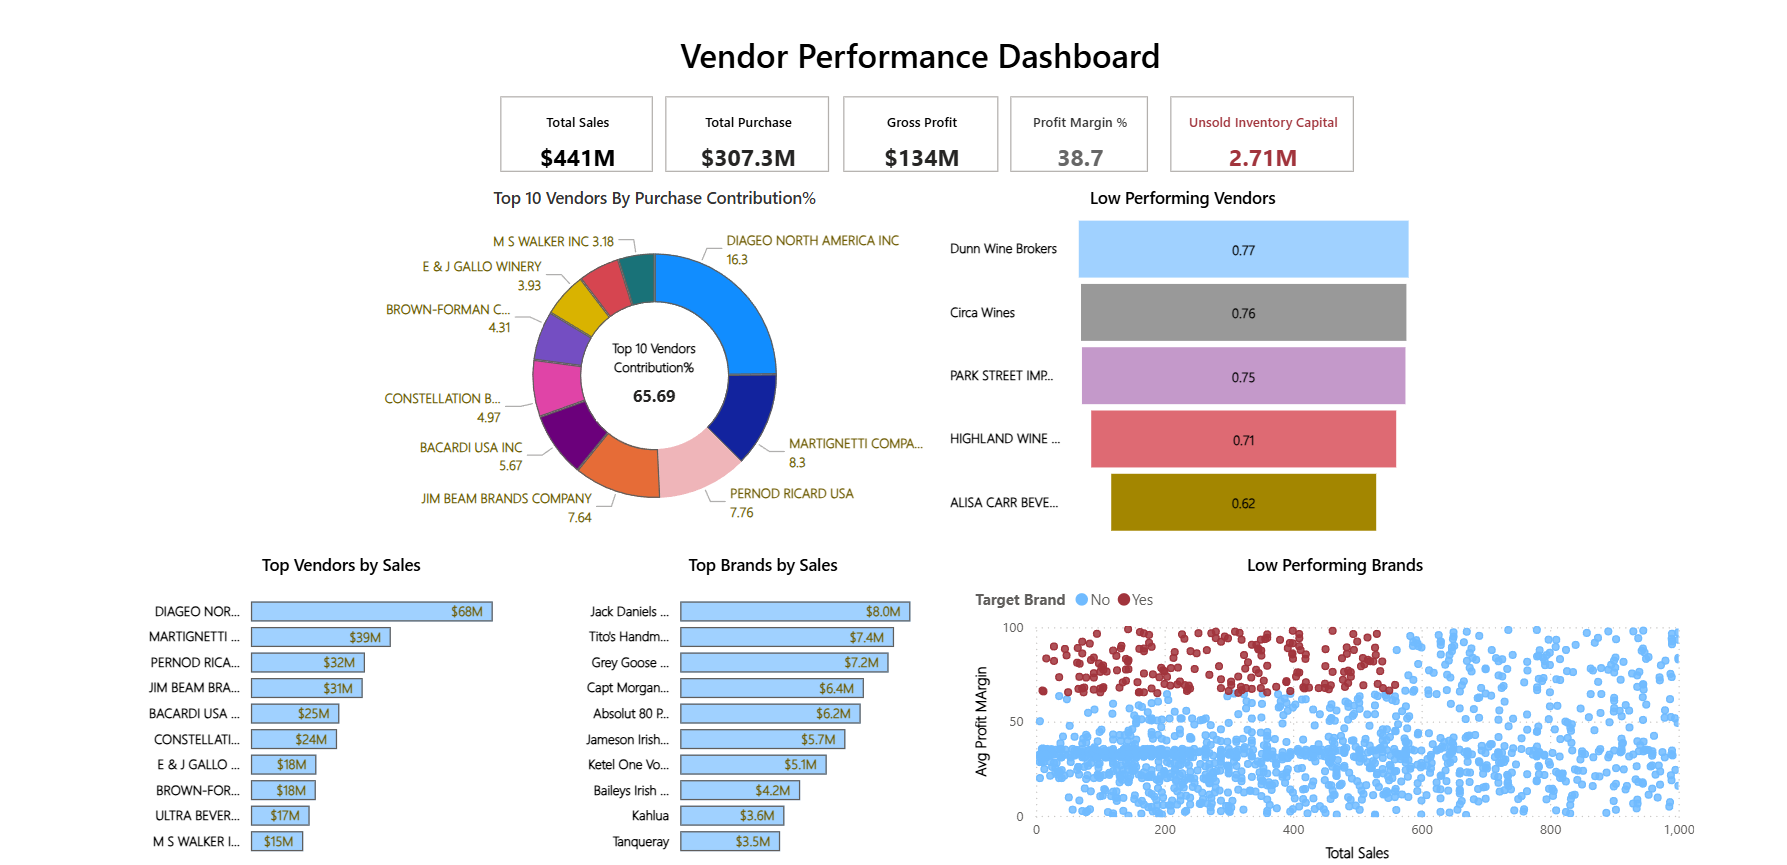 Vendor Performance Dashboard
Total Sales
$441M
Total Purchase
$307.3M
Gross Profit
$134M
Profit Margin %
38.7
Unsold Inventory Capital
2.71M
Top 10 Vendors By Purchase Contribution%
M S WALKER INC 3.18
DIAGEO NORTH AMERICA INC
16.3
E & J GALLO WINERY
3.93
BROWN-FORMAN C...
4.31
CONSTELLATION B...
4.97
BACARDI USA INC
5.67
JIM BEAM BRANDS COMPANY
7.64
PERNOD RICARD USA
7.76
MARTIGNETTI COMPA...
8.3
Top 10 Vendors
Contribution%
65.69
Low Performing Vendors
Dunn Wine Brokers 0.77
Circa Wines 0.76
PARK STREET IMP... 0.75
HIGHLAND WINE ... 0.71
ALISA CARR BEVE... 0.62
Top Vendors by Sales
DIAGEO NOR... $68M
MARTIGNETTI ... $39M
PERNOD RICA... $32M
JIM BEAM BRA... $31M
BACARDI USA ... $25M
CONSTELLATI... $24M
E & J GALLO ... $18M
BROWN-FOR... $18M
ULTRA BEVER... $17M
M S WALKER I... $15M
Top Brands by Sales
Jack Daniels ... $8.0M
Tito's Handm... $7.4M
Grey Goose ... $7.2M
Capt Morgan... $6.4M
Absolut 80 P... $6.2M
Jameson Irish... $5.7M
Ketel One Vo... $5.1M
Baileys Irish ... $4.2M
Kahlua $3.6M
Tanqueray $3.5M
Low Performing Brands
Target Brand No Yes
Avg Profit MArgin
100
50
0
0 200 400 600 800 1,000
Total Sales